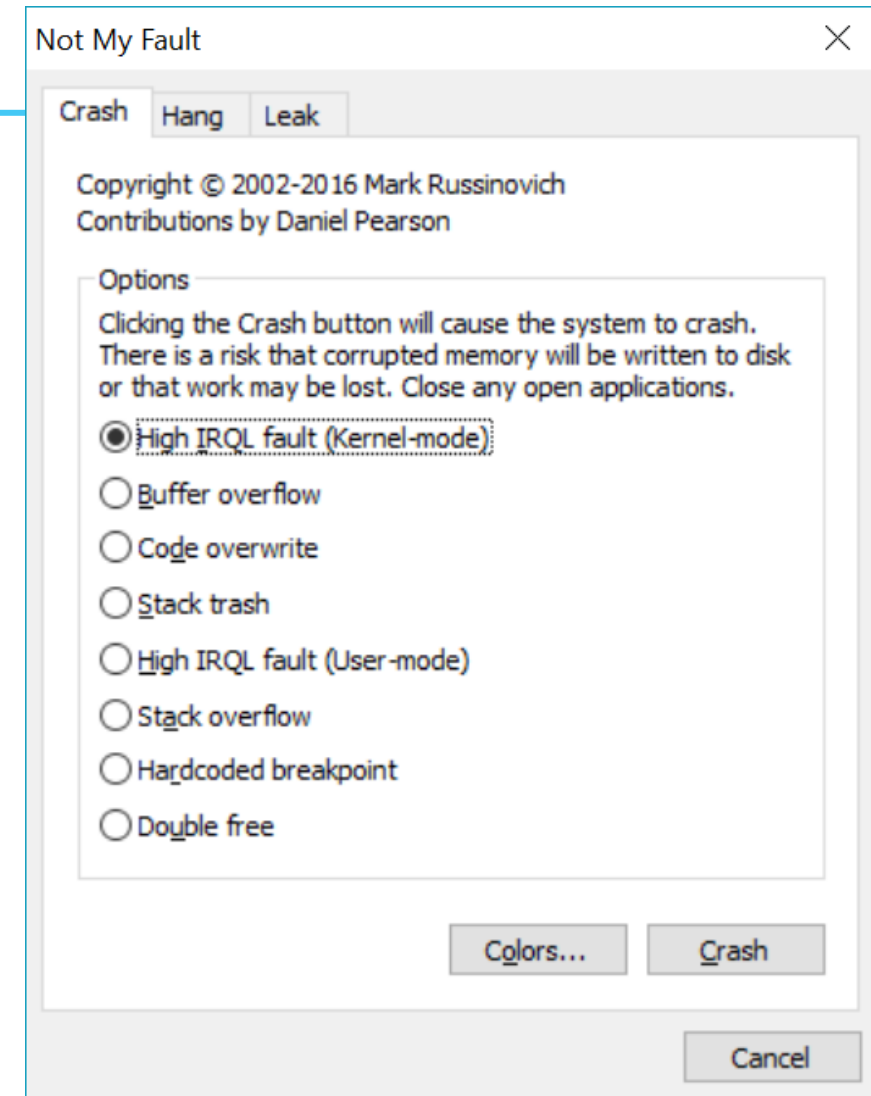 Not My Fault
Crash Hang Leak
Copyright © 2002-2016 Mark Russinovich
Contributions by Daniel Pearson
Options
Clicking the Crash button will cause the system to crash.
There is a risk that corrupted memory will be written to disk
or that work may be lost. Close any open applications.
High IRQL fault (Kernel-mode)
Buffer overflow
Code overwrite
Stack trash
High IRQL fault (User-mode)
Stack overflow
Hardcoded breakpoint
Double free
Colors... Crash
Cancel